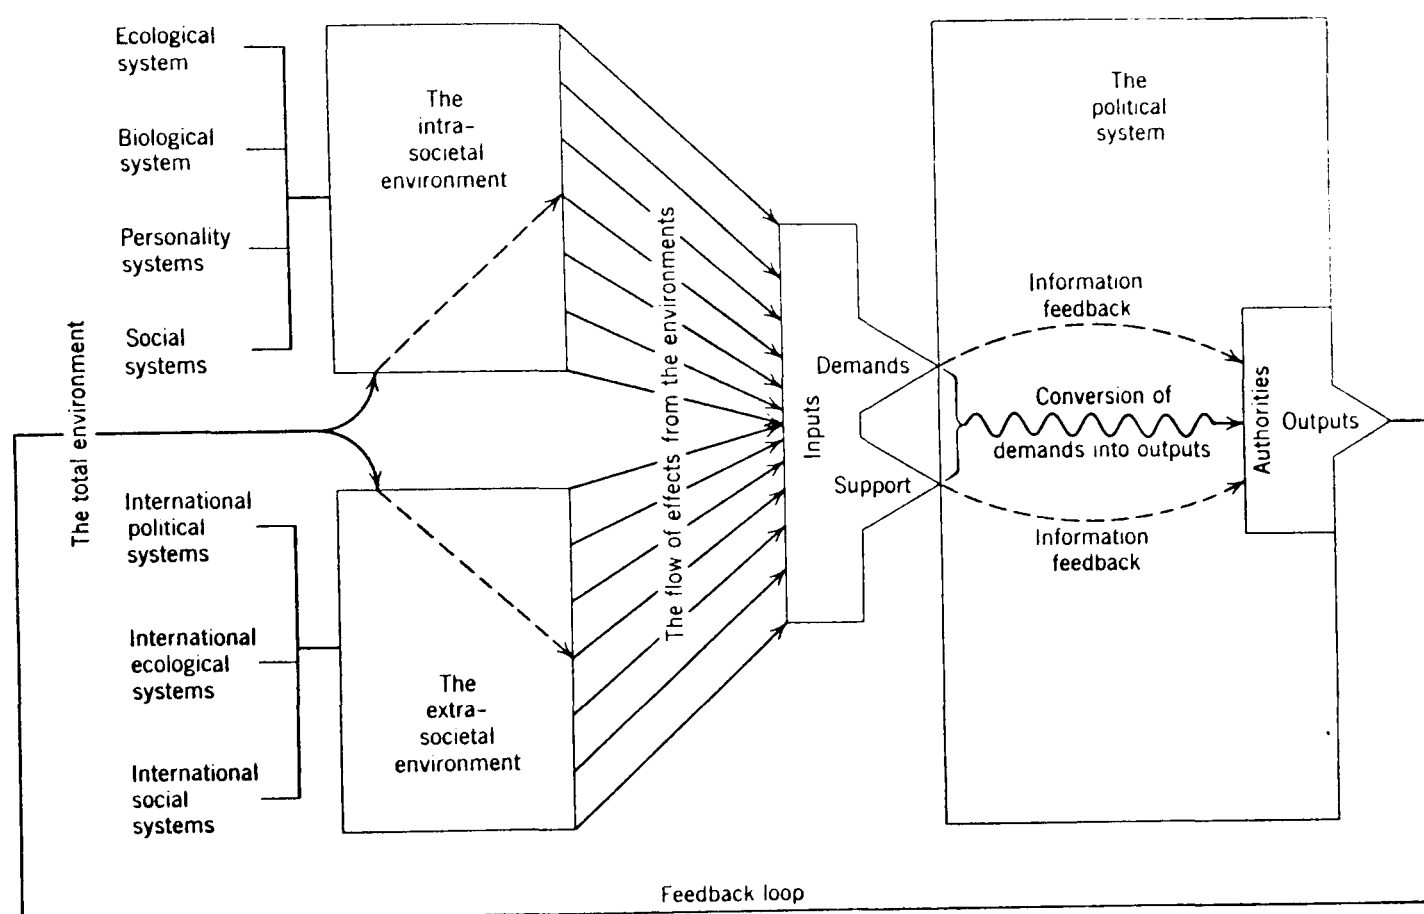 Ecological
system
Biological
system
Personality
systems
Social
systems
The total environment
International
political
systems
International
ecological
systems
International
social
systems
The
intra-
societal
environment
The
extra-
societal
environment
The flow of effects from the environments
Inputs
Demands
Support
The
political
system
Information
feedback
Conversion of
demands into outputs
Information
feedback
Authorities
Outputs
Feedback loop